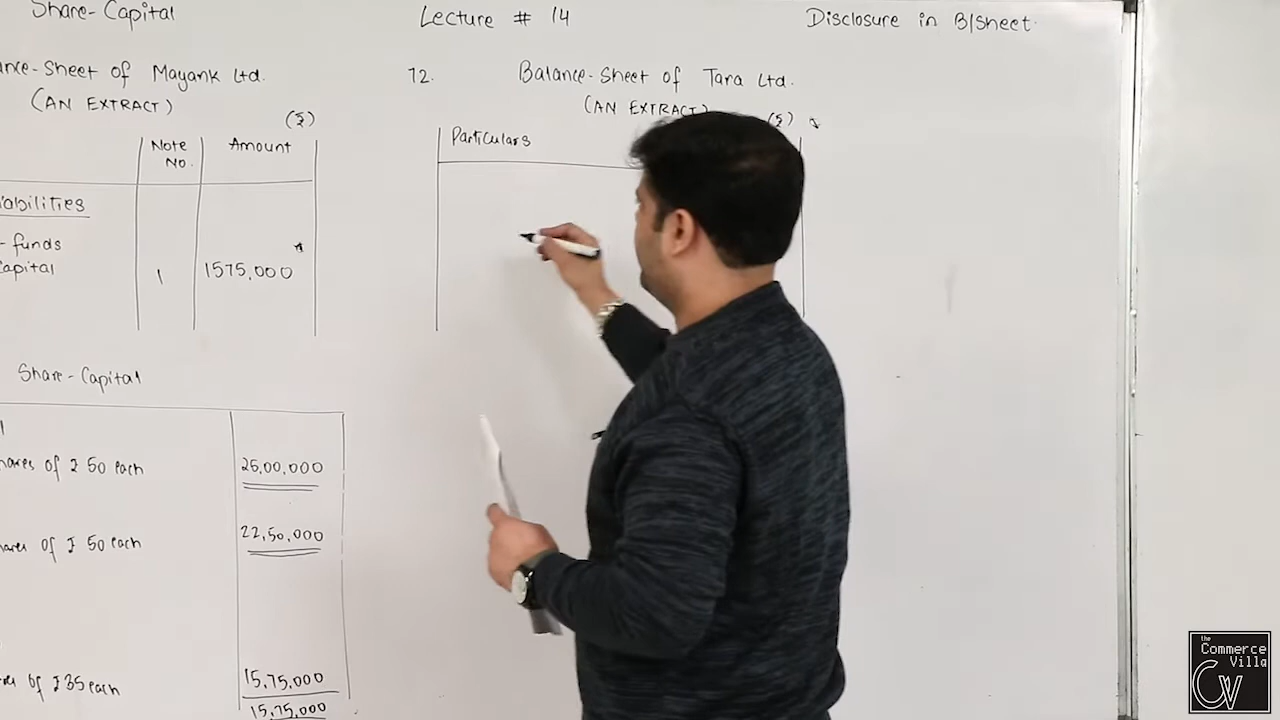 Share-Capital
Lecture # 14
Disclosure in B/Sheet.
nce-Sheet of Mayank Ltd.
(AN EXTRACT)
(₹)
Note No.
Amount
abilities
- funds
apital
1
1575,000
Share-Capital
hares of ₹ 50 each
25,00,000
hares of ₹ 50 each
22,50,000
of ₹35 each
15,75,000
15,75,000
12.
Balance-Sheet of Tara Ltd.
(AN EXTRACT)
(₹)
Particulars
the
Commerce
Villa
CV